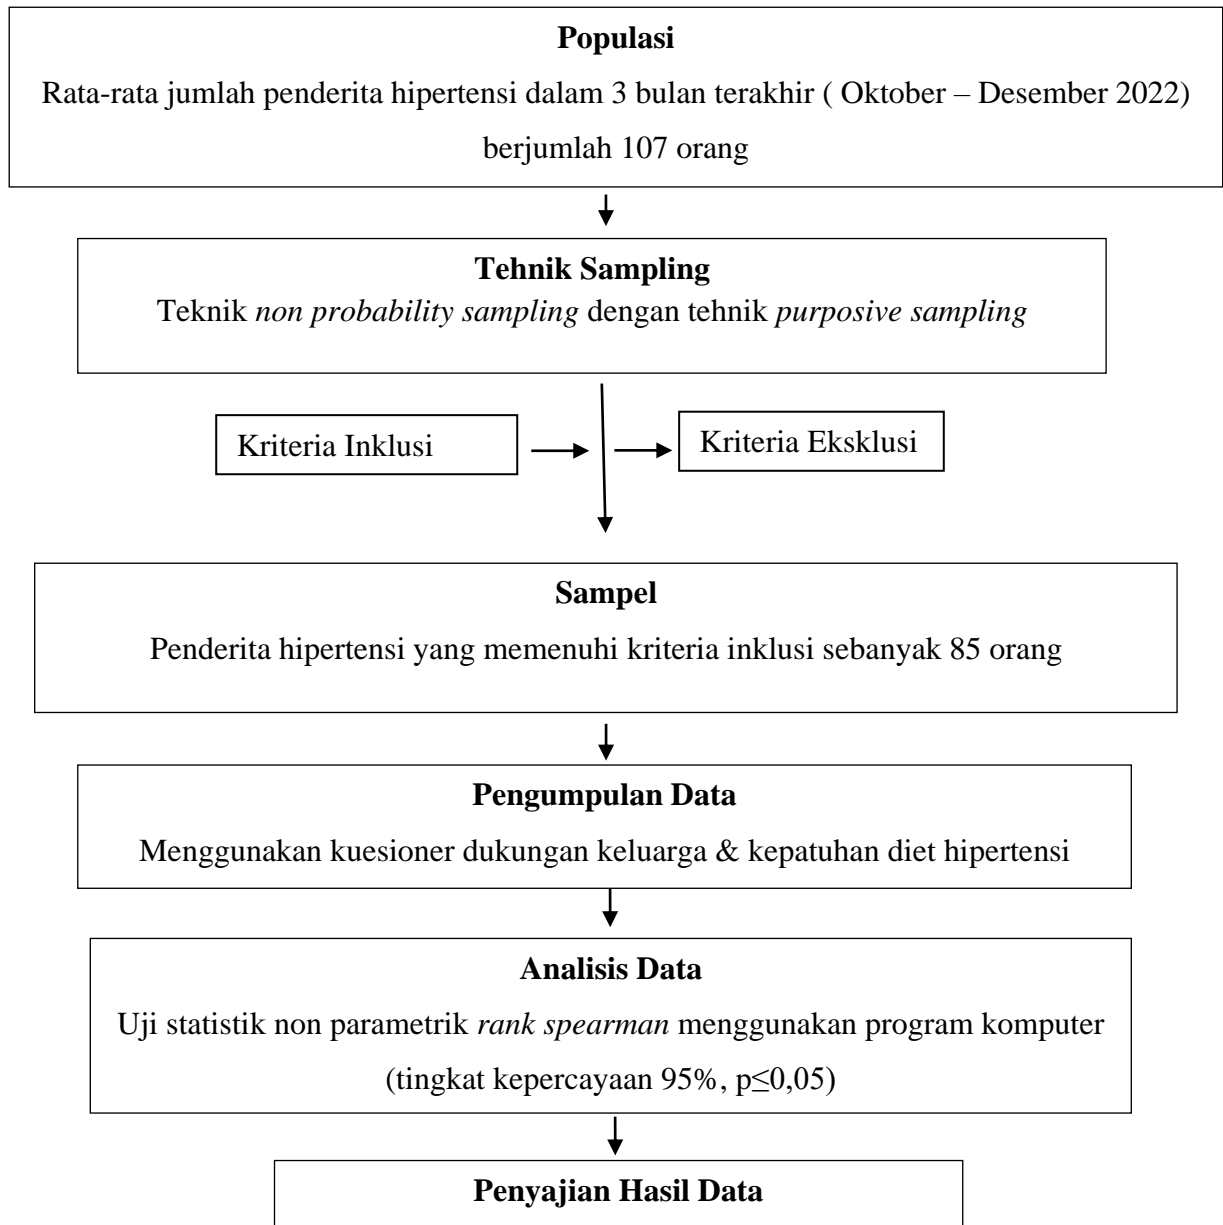 Populasi
Rata-rata jumlah penderita hipertensi dalam 3 bulan terakhir ( Oktober – Desember 2022)
berjumlah 107 orang
Tehnik Sampling
Teknik non probability sampling dengan tehnik purposive sampling
Kriteria Inklusi
Kriteria Eksklusi
Sampel
Penderita hipertensi yang memenuhi kriteria inklusi sebanyak 85 orang
Pengumpulan Data
Menggunakan kuesioner dukungan keluarga & kepatuhan diet hipertensi
Analisis Data
Uji statistik non parametrik rank spearman menggunakan program komputer
(tingkat kepercayaan 95%, p≤0,05)
Penyajian Hasil Data